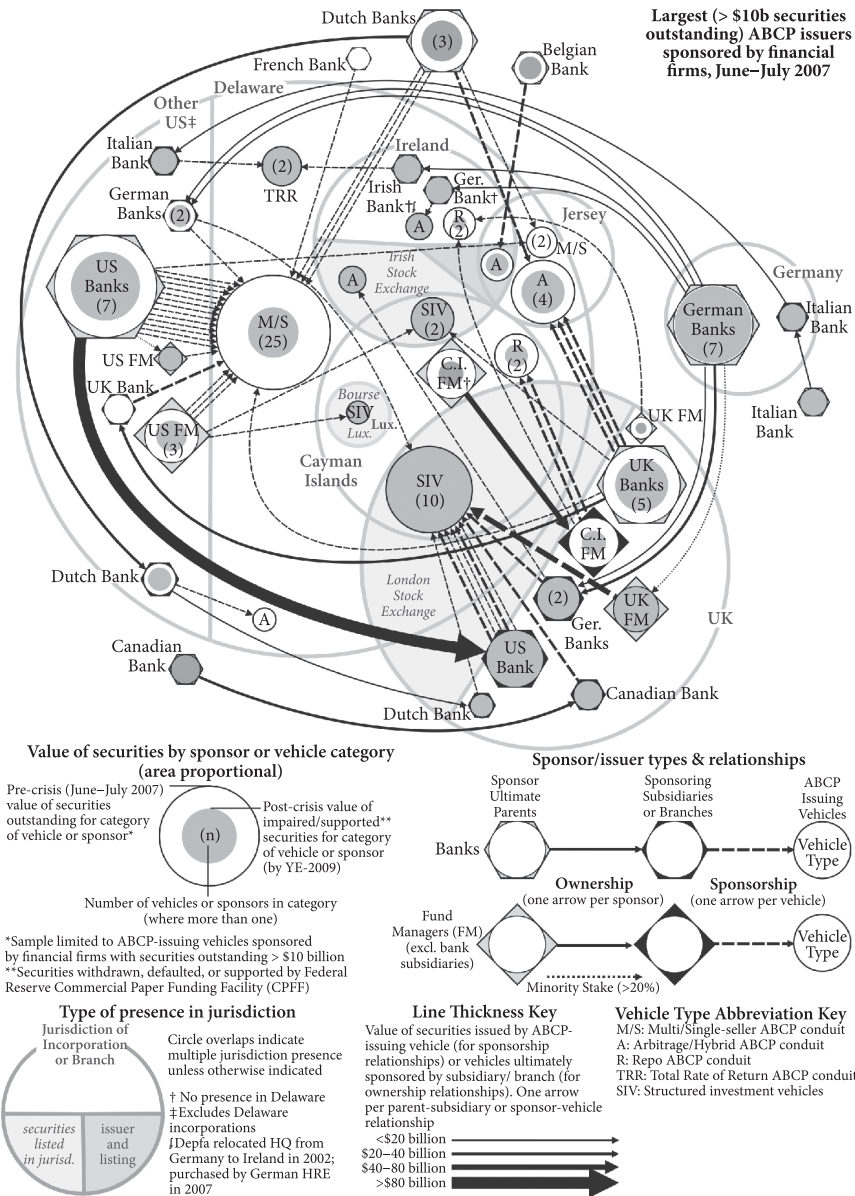 Largest (> $10b securities
outstanding) ABCP issuers
sponsored by financial
firms, June–July 2007
Dutch Banks
(3)
French Bank
Belgian
Bank
Delaware
Other
US‡
Italian
Bank
(2)
TRR
Ireland
Irish
Bank†⨛
Ger.
Bank†
German
Banks
(2)
A
R
2
Jersey
(2)
M/S
US
Banks
(7)
Irish
Stock
Exchange
A
A
A
(4)
Germany
German
Banks
(7)
Italian
Bank
M/S
(25)
SIV
(2)
US FM
R
(2)
C.I.
FM†
UK Bank
Italian
Bank
US FM
(3)
Bourse
SIV
Lux.
Lux.
UK FM
Cayman
Islands
SIV
(10)
UK
Banks
(5)
C.I.
FM
Dutch Bank
A
London
Stock
Exchange
(2)
Ger.
Banks
UK
FM
UK
Canadian
Bank
US
Bank
Dutch Bank
Canadian Bank
Value of securities by sponsor or vehicle category
(area proportional)
Pre-crisis (June–July 2007)
value of securities
outstanding for category
of vehicle or sponsor*
(n)
Post-crisis value of
impaired/supported**
securities for category
of vehicle or sponsor
(by YE-2009)
Number of vehicles or sponsors in category
(where more than one)
*Sample limited to ABCP-issuing vehicles sponsored
by financial firms with securities outstanding > $10 billion
**Securities withdrawn, defaulted, or supported by Federal
Reserve Commercial Paper Funding Facility (CPFF)
Sponsor/issuer types & relationships
Sponsor
Ultimate
Parents
Sponsoring
Subsidiaries
or Branches
ABCP
Issuing
Vehicles
Banks
Vehicle
Type
Ownership
(one arrow per sponsor)
Sponsorship
(one arrow per vehicle)
Fund
Managers (FM)
(excl. bank
subsidiaries)
Vehicle
Type
Minority Stake (>20%)
Type of presence in jurisdiction
Jurisdiction of
Incorporation
or Branch
securities
listed
in jurisd.
issuer
and
listing
Circle overlaps indicate
multiple jurisdiction presence
unless otherwise indicated
† No presence in Delaware
‡Excludes Delaware
incorporations
⨛Depfa relocated HQ from
Germany to Ireland in 2002;
purchased by German HRE
in 2007
Line Thickness Key
Value of securities issued by ABCP-
issuing vehicle (for sponsorship
relationships) or vehicles ultimately
sponsored by subsidiary/ branch (for
ownership relationships). One arrow
per parent-subsidiary or sponsor-vehicle
relationship
<$20 billion
$20–40 billion
$40–80 billion
>$80 billion
Vehicle Type Abbreviation Key
M/S: Multi/Single-seller ABCP conduit
A: Arbitrage/Hybrid ABCP conduit
R: Repo ABCP conduit
TRR: Total Rate of Return ABCP conduit
SIV: Structured investment vehicles